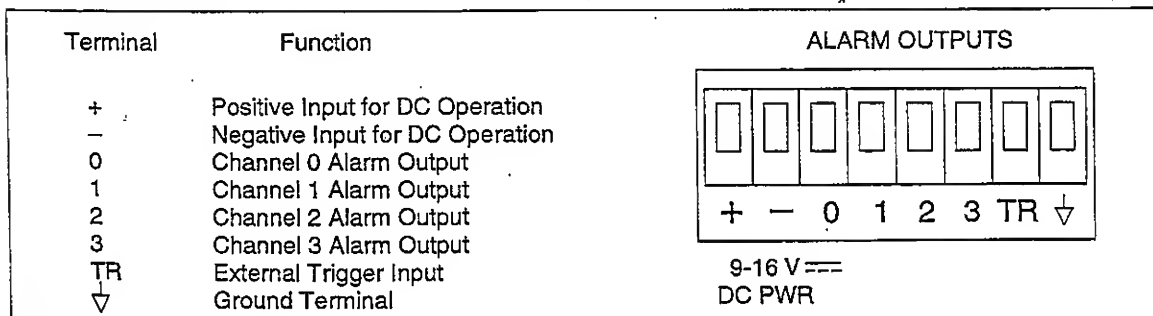 Terminal Function
+ Positive Input for DC Operation
− Negative Input for DC Operation
0 Channel 0 Alarm Output
1 Channel 1 Alarm Output
2 Channel 2 Alarm Output
3 Channel 3 Alarm Output
TR External Trigger Input
Ground Terminal
ALARM OUTPUTS
+ − 0 1 2 3 TR
9-16 V
DC PWR